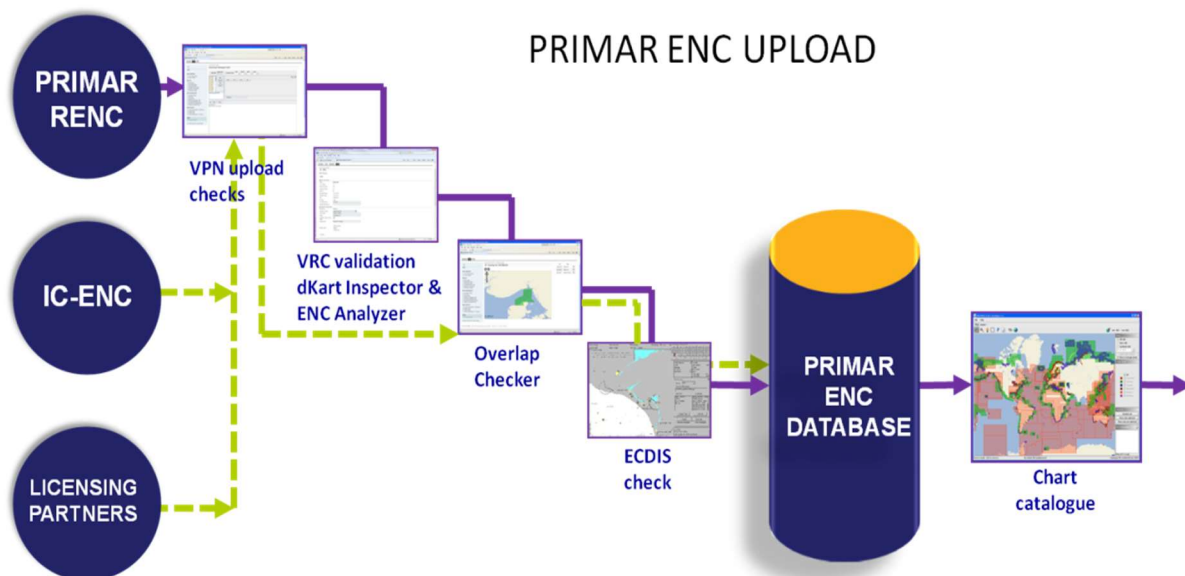 PRIMAR ENC UPLOAD
PRIMAR
RENC
VPN upload
checks
IC-ENC
VRC validation
dKart Inspector &
ENC Analyzer
Overlap
Checker
PRIMAR
ENC
DATABASE
ECDIS
check
Chart
catalogue
LICENSING
PARTNERS